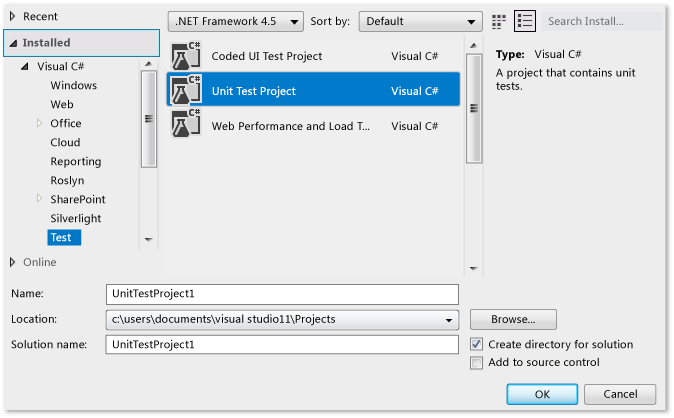 Recent
.NET Framework 4.5
Sort by:
Default
Search Install...
Installed
Visual C#
Windows
Web
Office
Cloud
Reporting
Roslyn
SharePoint
Silverlight
Test
Online
C# Coded UI Test Project Visual C#
C# Unit Test Project Visual C#
C# Web Performance and Load T... Visual C#
Type: Visual C#
A project that contains unit
tests.
Name: UnitTestProject1
Location: c:\users\documents\visual studio11\Projects Browse...
Solution name: UnitTestProject1
Create directory for solution
Add to source control
OK Cancel